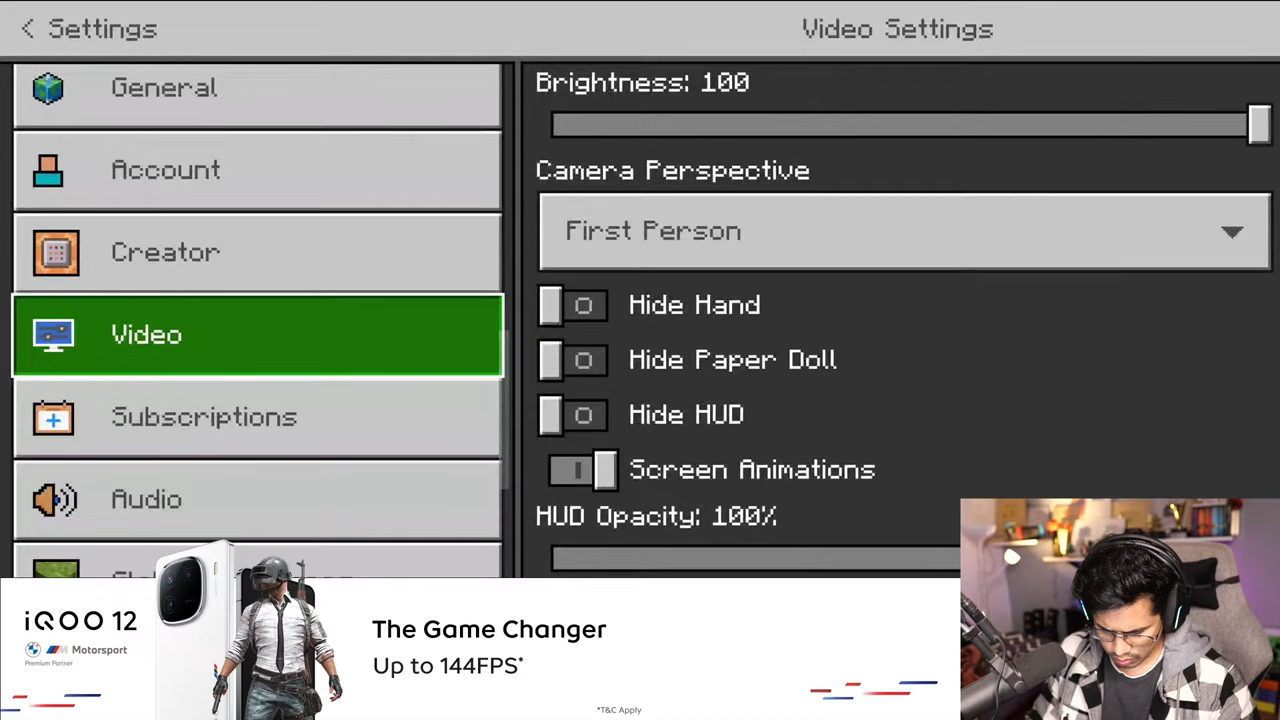 Settings
Video Settings
General
Account
Creator
Video
Subscriptions
Audio
Brightness: 100
Camera Perspective
First Person
Hide Hand
Hide Paper Doll
Hide HUD
Screen Animations
HUD Opacity: 100%
iQOO 12
Motorsport
Premium Partner
The Game Changer
Up to 144FPS*
*T&C Apply